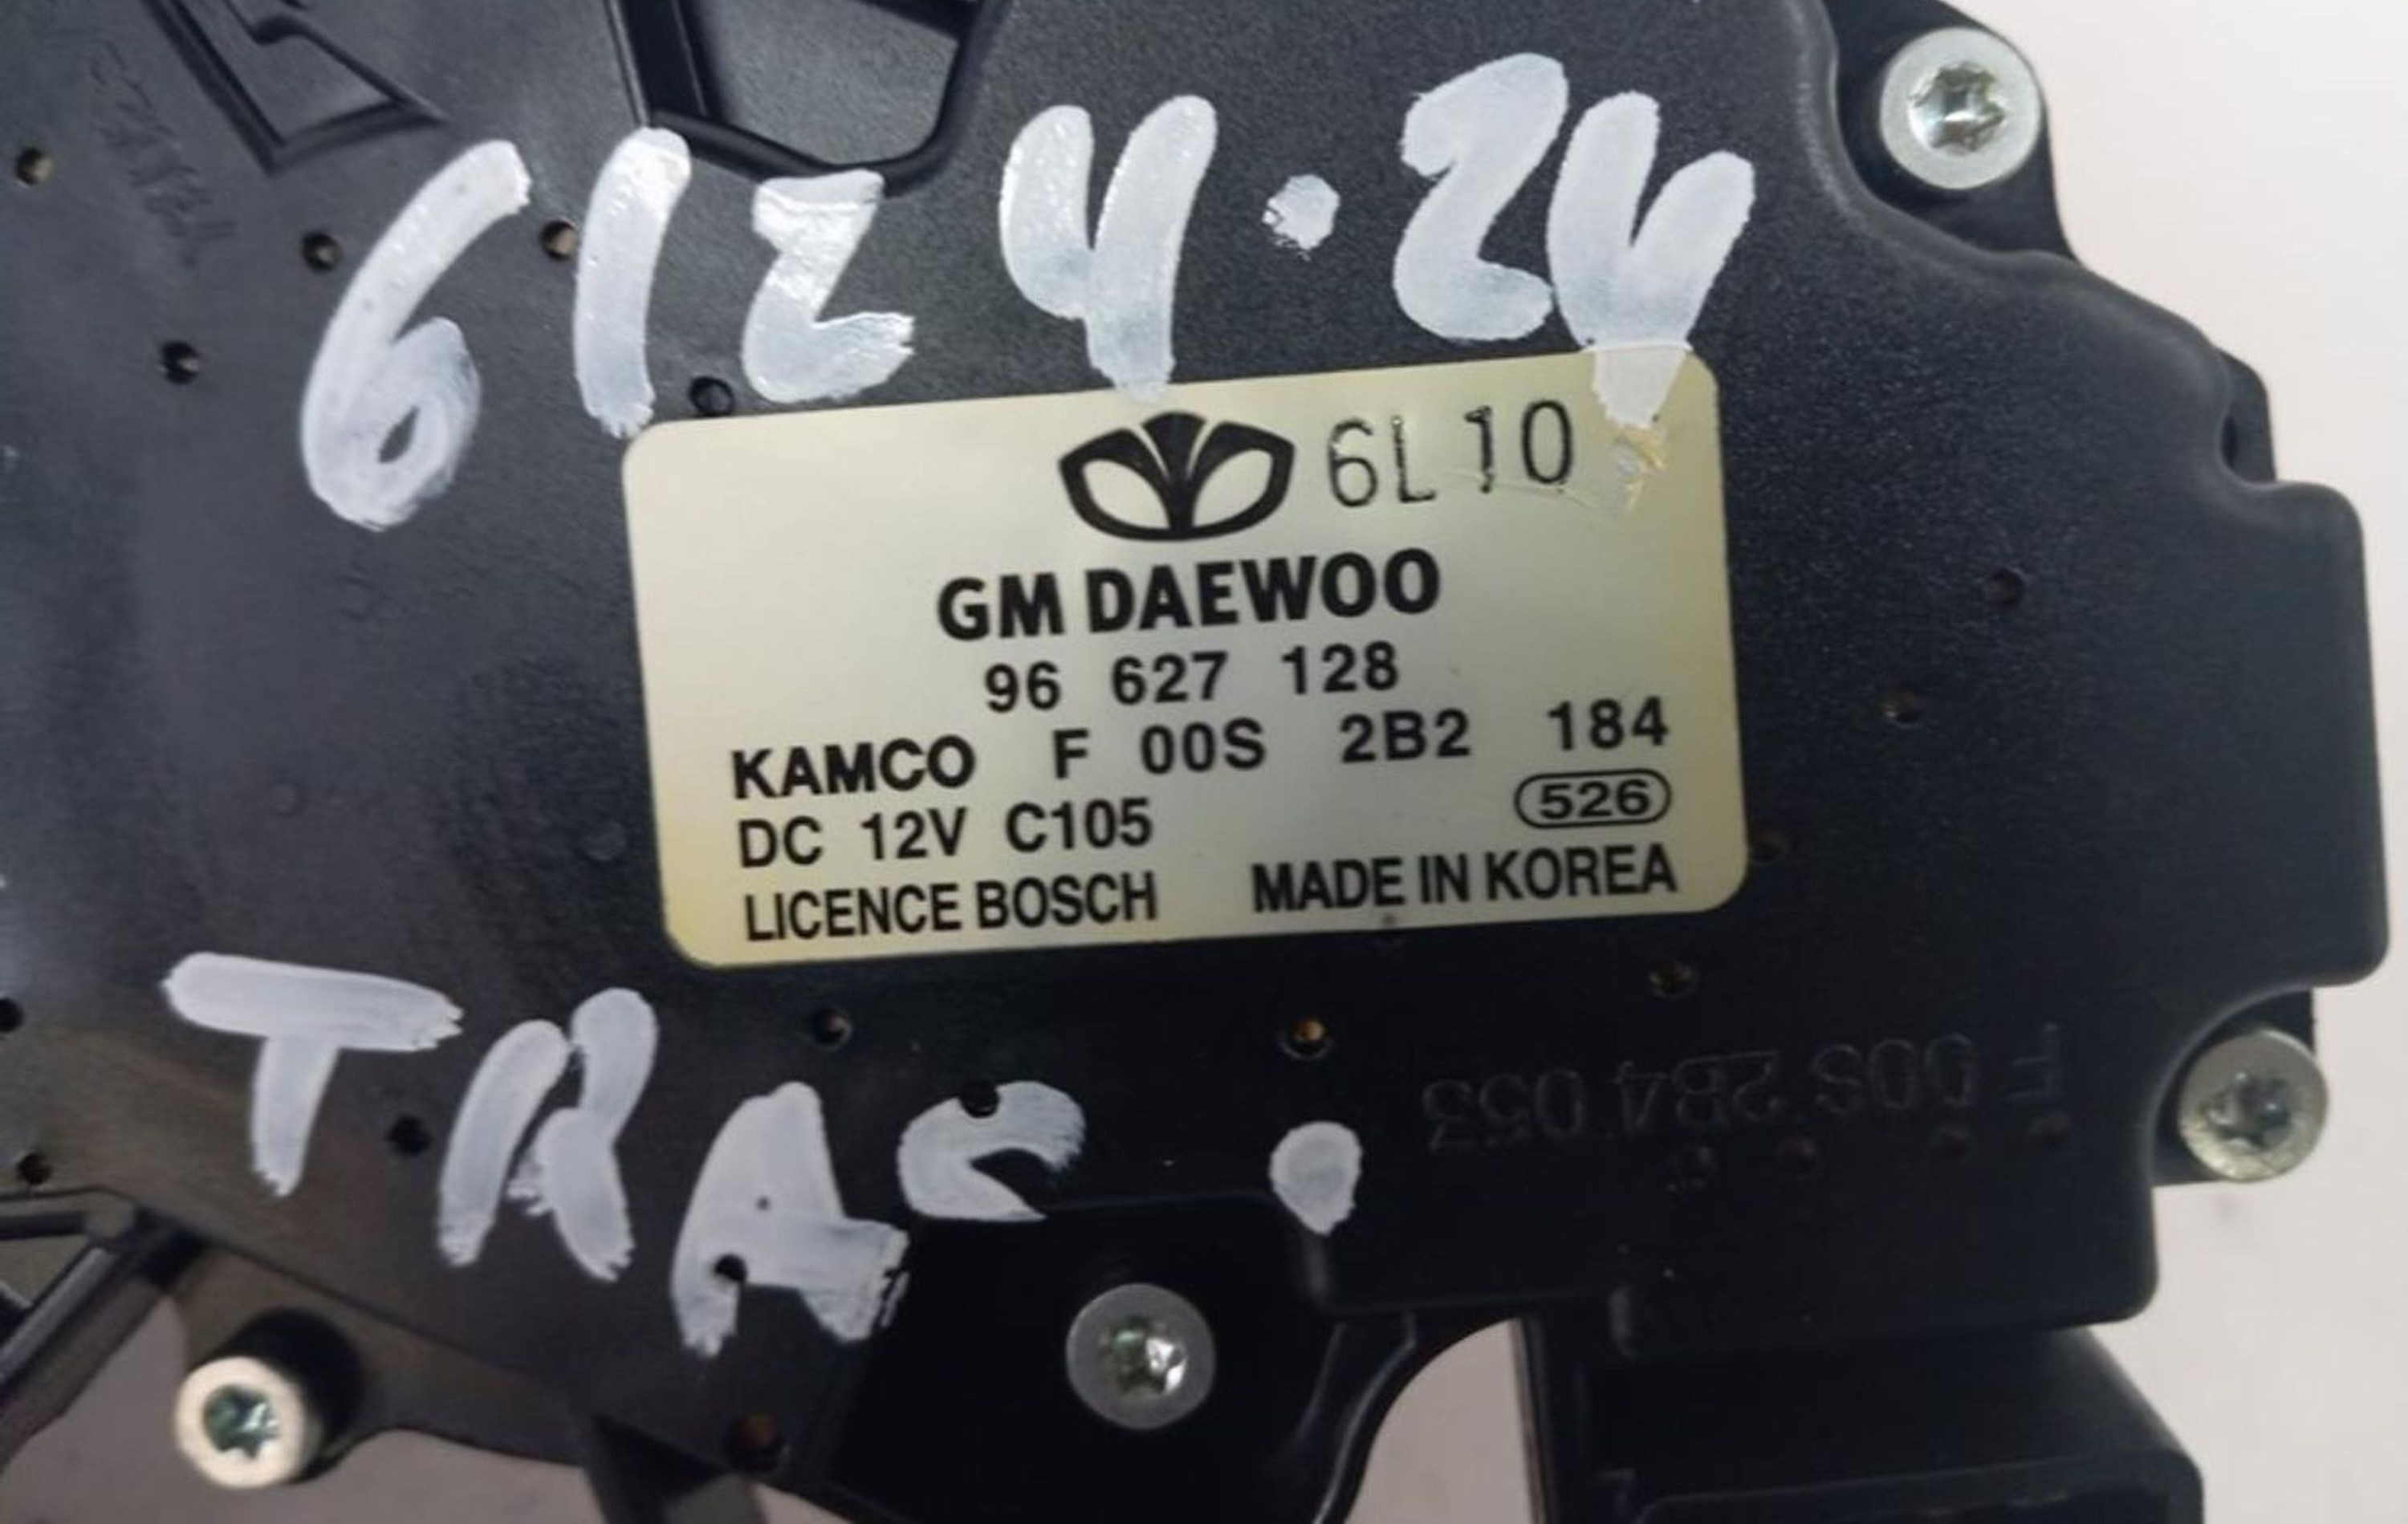 6124.24
6L10
GM DAEWOO
96 627 128
KAMCO F 00S 2B2 184
DC 12V C105
526
LICENCE BOSCH MADE IN KOREA
F 00S 2B4 053